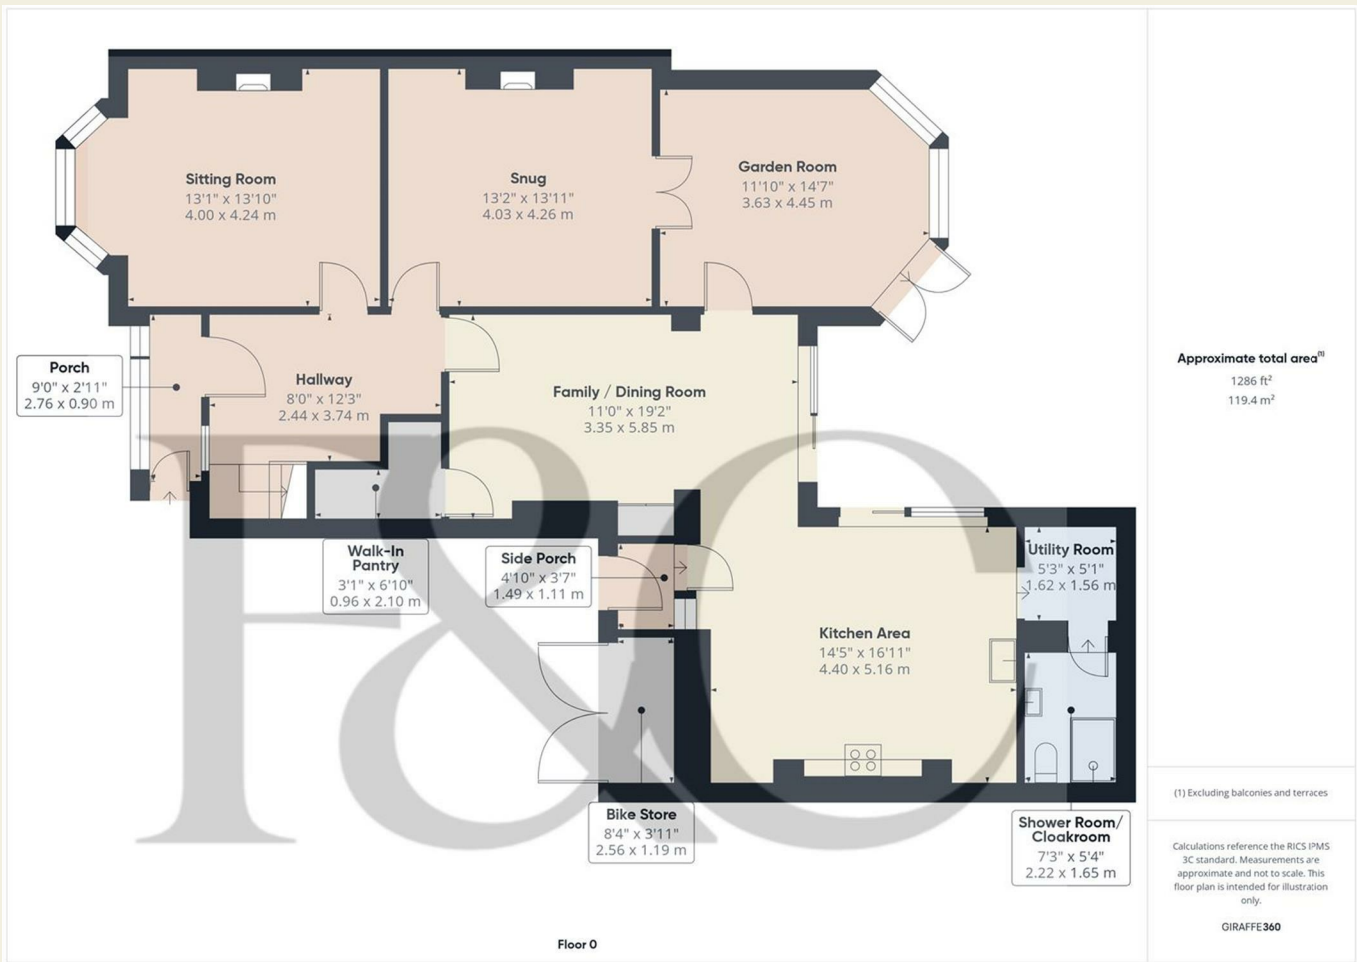 Sitting Room
13'1" x 13'10"
4.00 x 4.24 m
Snug
13'2" x 13'11"
4.03 x 4.26 m
Garden Room
11'10" x 14'7"
3.63 x 4.45 m
Porch
9'0" x 2'11"
2.76 x 0.90 m
Hallway
8'0" x 12'3"
2.44 x 3.74 m
Family / Dining Room
11'0" x 19'2"
3.35 x 5.85 m
Walk-In
Pantry
3'1" x 6'10"
0.96 x 2.10 m
Side Porch
4'10" x 3'7"
1.49 x 1.11 m
Utility Room
5'3" x 5'1"
1.62 x 1.56 m
Kitchen Area
14'5" x 16'11"
4.40 x 5.16 m
Bike Store
8'4" x 3'11"
2.56 x 1.19 m
Shower Room/
Cloakroom
7'3" x 5'4"
2.22 x 1.65 m
F&C
Floor 0
Approximate total area(1)
1286 ft²
119.4 m²
(1) Excluding balconies and terraces
Calculations reference the RICS IPMS
3C standard. Measurements are
approximate and not to scale. This
floor plan is intended for illustration
only.
GIRAFFE360